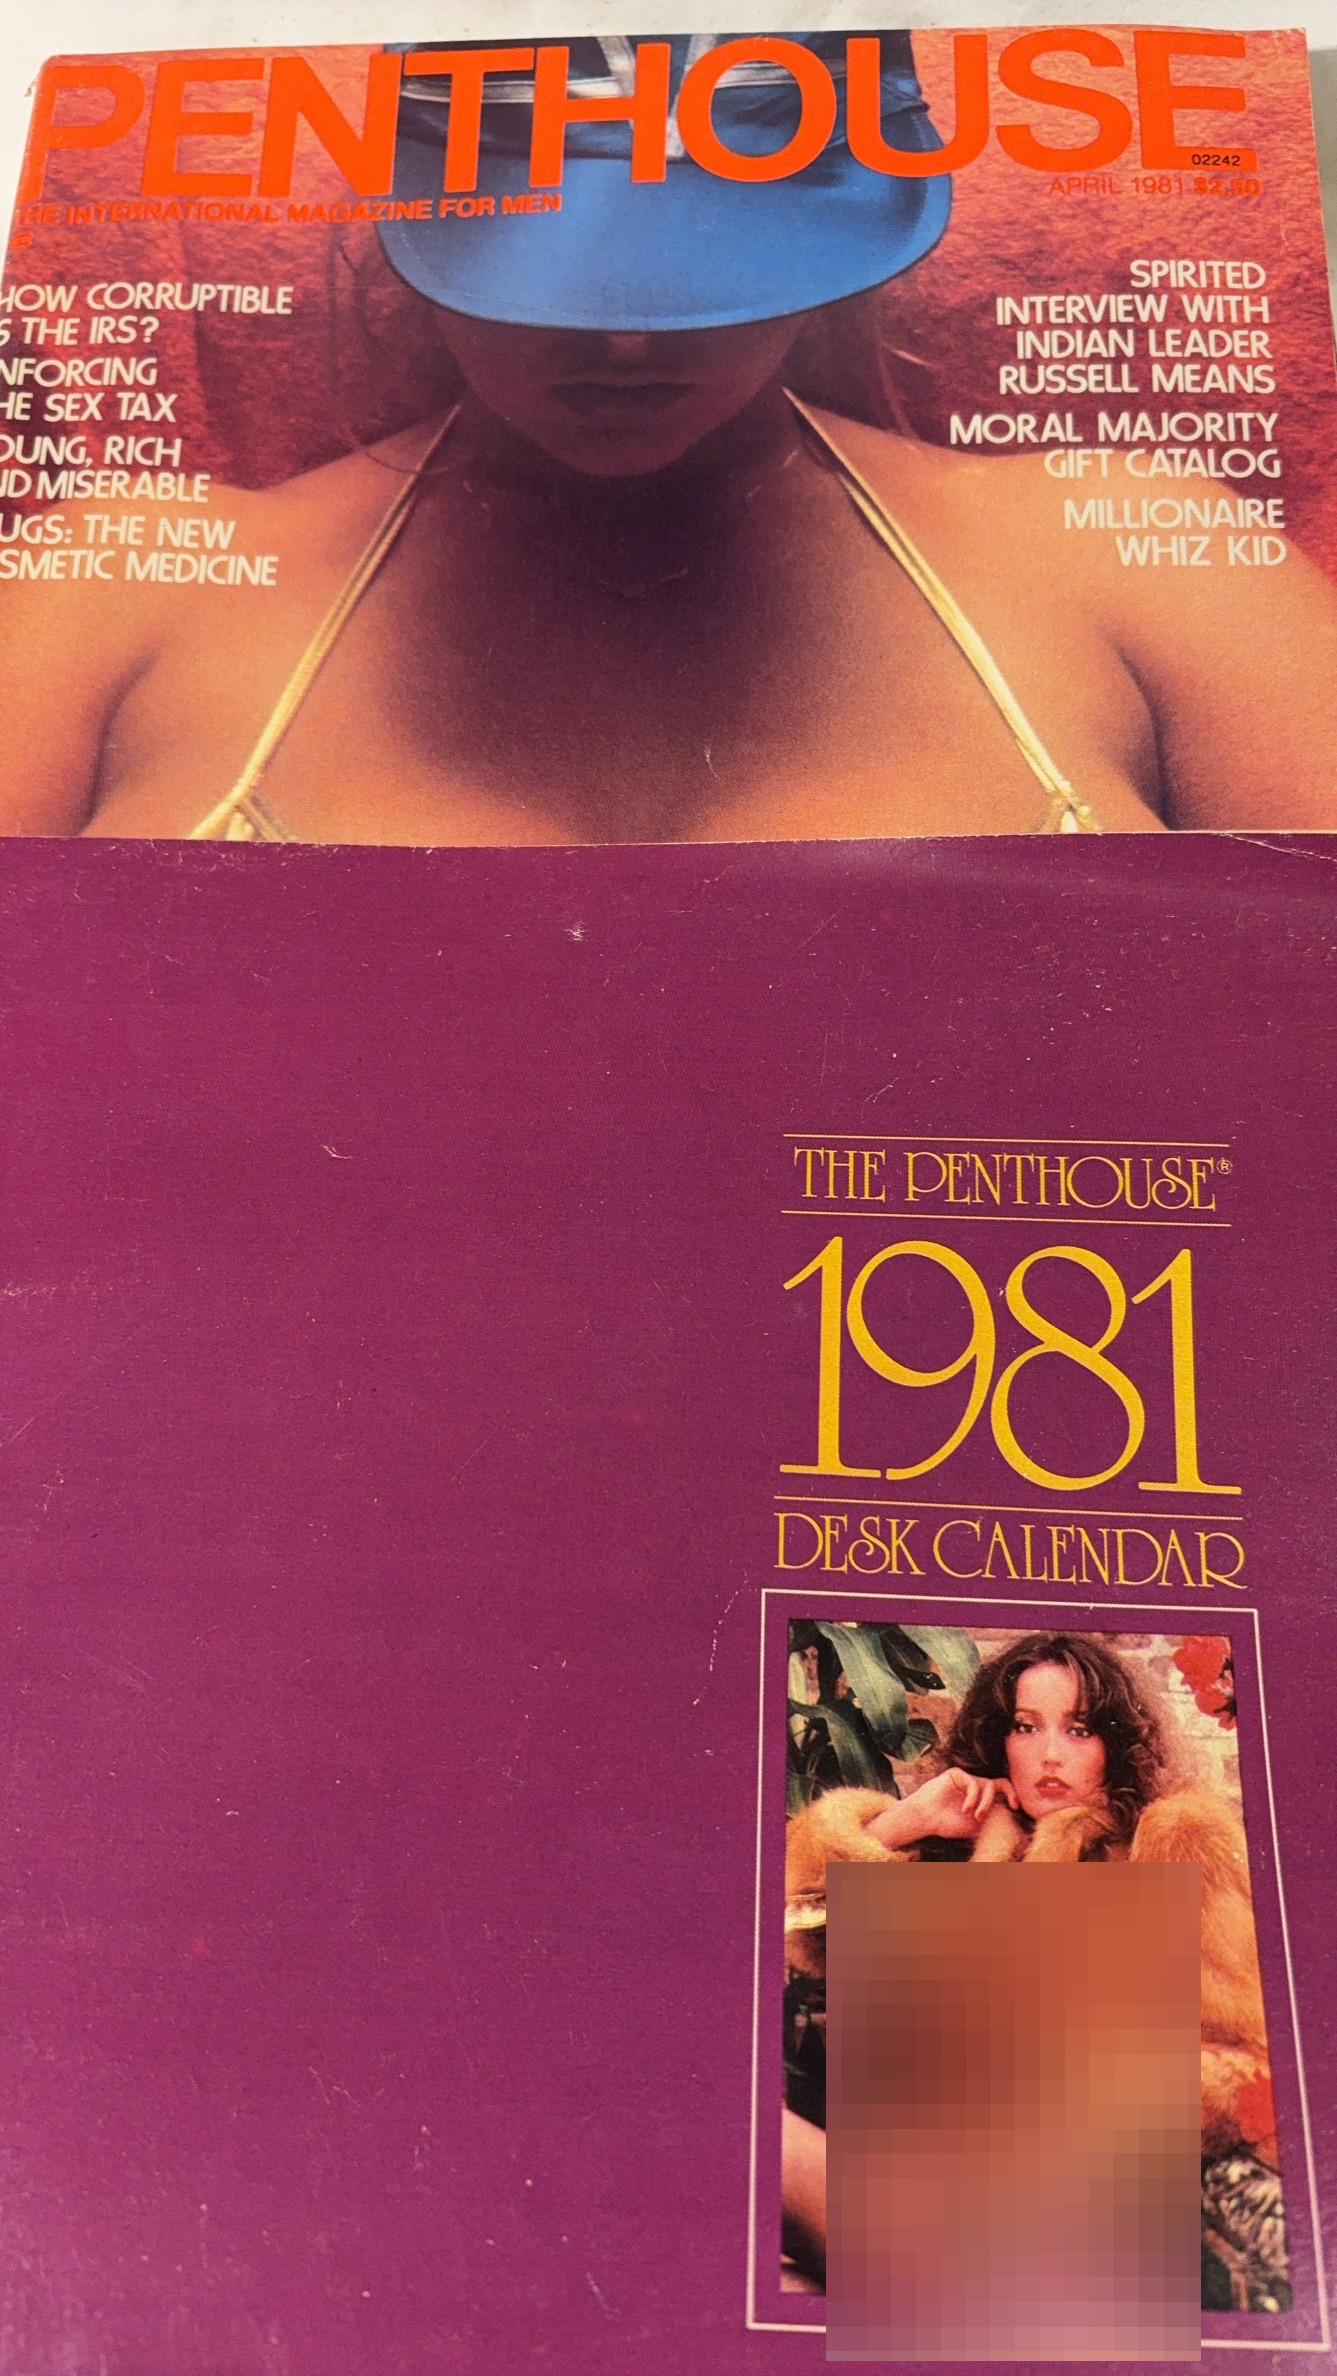 PENTHOUSE
02242
APRIL 1981 $2.50
THE INTERNATIONAL MAGAZINE FOR MEN
HOW CORRUPTIBLE
S THE IRS?
NFORCING
HE SEX TAX
OUNG, RICH
ND MISERABLE
UGS: THE NEW
SMETIC MEDICINE
SPIRITED
INTERVIEW WITH
INDIAN LEADER
RUSSELL MEANS
MORAL MAJORITY
GIFT CATALOG
MILLIONAIRE
WHIZ KID
THE PENTHOUSE®
1981
DESK CALENDAR